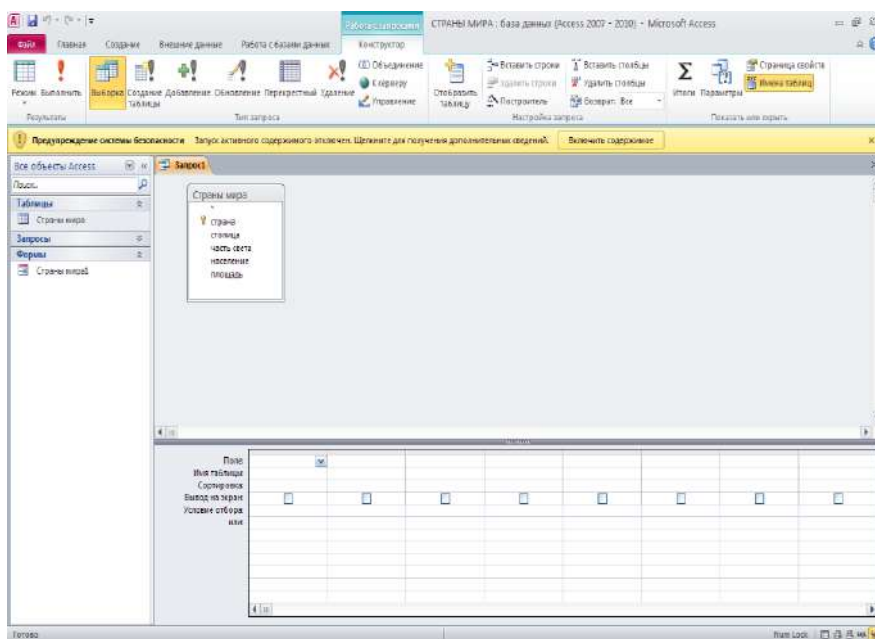 Работа с запросами
СТРАНЫ МИРА : база данных (Access 2007 - 2010) - Microsoft Access
Файл Главная Создание Внешние данные Работа с базами данных Конструктор
Режим Выполнить Выборка Создание таблицы Добавление Обновление Перекрестный Удаление
Объединение
К серверу
Управление
Отобразить таблицу
Вставить строки
Удалить строки
Построитель
Вставить столбцы
Удалить столбцы
Возврат: Все
Итоги Параметры
Страница свойств
Имена таблиц
Результаты Тип запроса Настройка запроса Показать или скрыть
Предупреждение системы безопасности Запуск активного содержимого отключен. Щелкните для получения дополнительных сведений. Включить содержимое
Все объекты Access
Поиск...
Таблицы
Страны мира
Запросы
Формы
Страны мира1
Запрос1
Страны мира
*
страна
столица
часть света
население
площадь
Поле:
Имя таблицы:
Сортировка:
Вывод на экран:
Условие отбора:
или:
Готово Num Lock